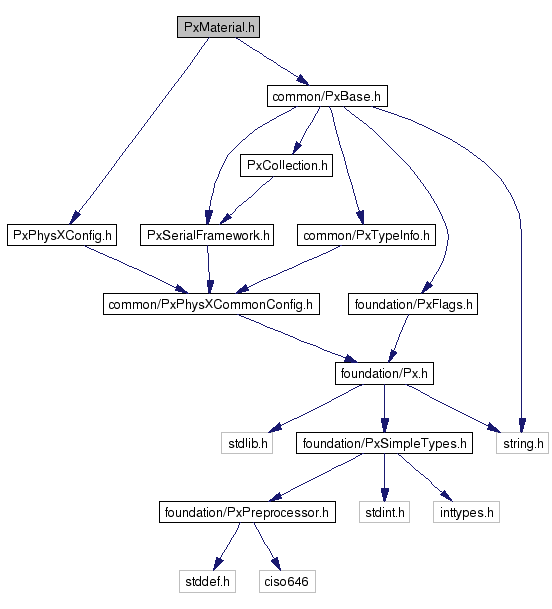 PxMaterial.h
common/PxBase.h
PxCollection.h
PxPhysXConfig.h
PxSerialFramework.h
common/PxTypeInfo.h
common/PxPhysXCommonConfig.h
foundation/PxFlags.h
foundation/Px.h
stdlib.h
foundation/PxSimpleTypes.h
string.h
foundation/PxPreprocessor.h
stdint.h
inttypes.h
stddef.h
ciso646